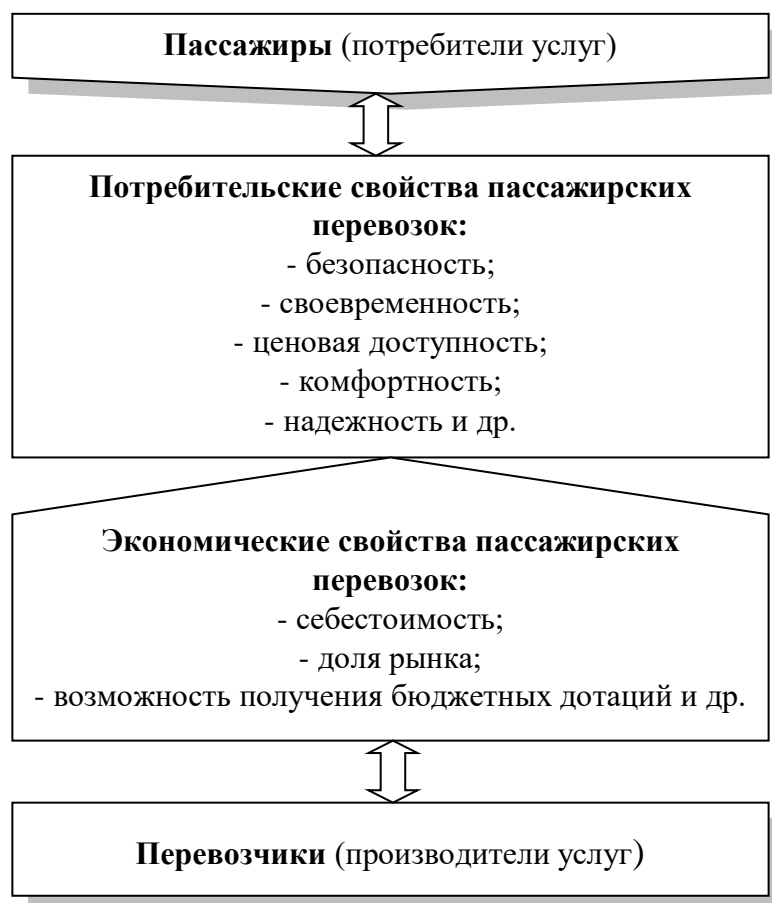 Пассажиры (потребители услуг)
Потребительские свойства пассажирских
перевозок:
- безопасность;
- своевременность;
- ценовая доступность;
- комфортность;
- надежность и др.
Экономические свойства пассажирских
перевозок:
- себестоимость;
- доля рынка;
- возможность получения бюджетных дотаций и др.
Перевозчики (производители услуг)